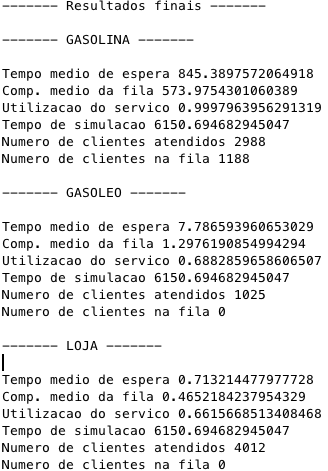 ------- Resultados finais -------
------- GASOLINA -------
Tempo medio de espera 845.3897572064918
Comp. medio da fila 573.9754301060389
Utilizacao do servico 0.9997963956291319
Tempo de simulacao 6150.694682945047
Numero de clientes atendidos 2988
Numero de clientes na fila 1188
------- GASOLEO -------
Tempo medio de espera 7.786593960653029
Comp. medio da fila 1.2976190854994294
Utilizacao do servico 0.6882859658606507
Tempo de simulacao 6150.694682945047
Numero de clientes atendidos 1025
Numero de clientes na fila 0
------- LOJA -------
Tempo medio de espera 0.713214477977728
Comp. medio da fila 0.4652184237954329
Utilizacao do servico 0.6615668513408468
Tempo de simulacao 6150.694682945047
Numero de clientes atendidos 4012
Numero de clientes na fila 0